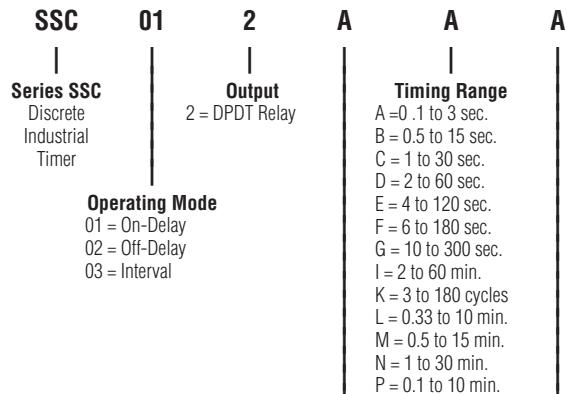 SSC 01 2 A A A
Series SSC
Discrete
Industrial
Timer
Output
2 = DPDT Relay
Timing Range
A =0 .1 to 3 sec.
B = 0.5 to 15 sec.
C = 1 to 30 sec.
D = 2 to 60 sec.
E = 4 to 120 sec.
F = 6 to 180 sec.
G = 10 to 300 sec.
I = 2 to 60 min.
K = 3 to 180 cycles
L = 0.33 to 10 min.
M = 0.5 to 15 min.
N = 1 to 30 min.
P = 0.1 to 10 min.
Operating Mode
01 = On-Delay
02 = Off-Delay
03 = Interval